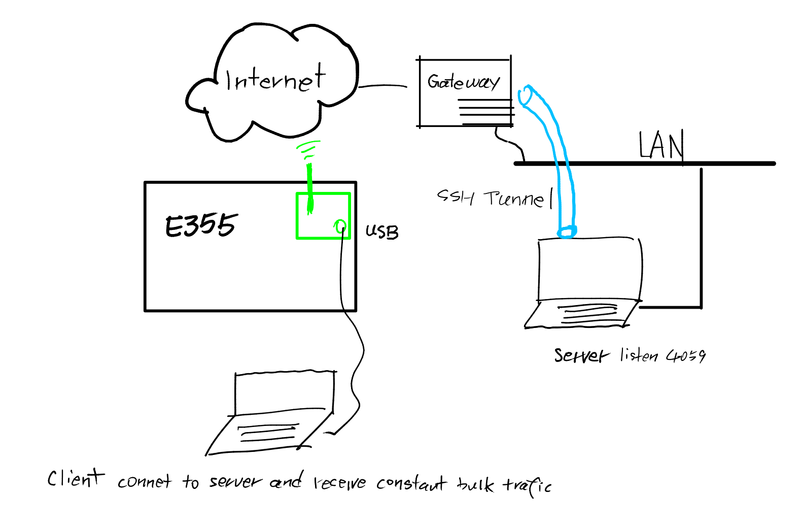 Internet
Gateway
LAN
SSH Tunnel
E355
USB
Server listen 4059
Client connet to server and receive constant bulk trafic